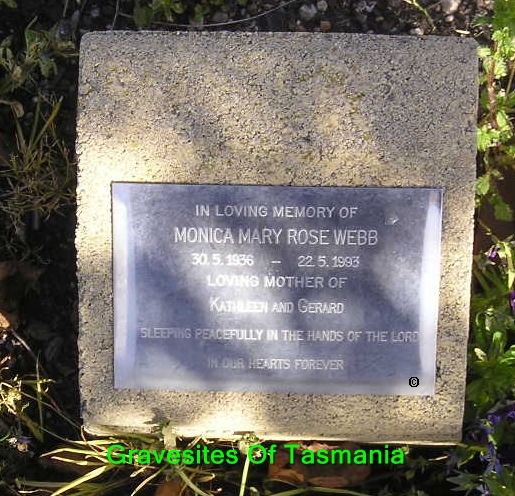 IN LOVING MEMORY OF
MONICA MARY ROSE WEBB
30.5.1936 – 22.5.1993
LOVING MOTHER OF
KATHLEEN AND GERARD
SLEEPING PEACEFULLY IN THE HANDS OF THE LORD
IN OUR HEARTS FOREVER
©
Gravesites Of Tasmania